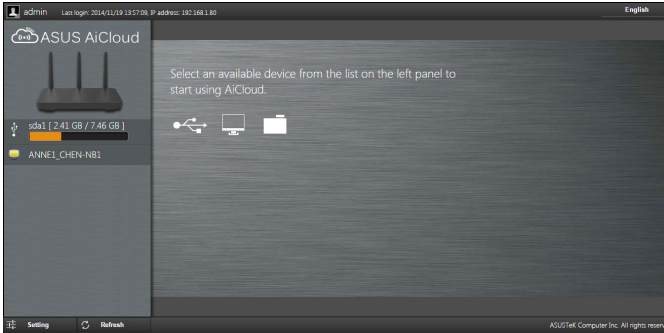 admin Last login: 2014/11/19 13:57:09, IP address: 192.168.1.80
English
ASUS AiCloud
Select an available device from the list on the left panel to
start using AiCloud.
sda1 [ 2.41 GB / 7.46 GB ]
ANNE1_CHEN-NB1
Setting Refresh
ASUSTeK Computer Inc. All rights reserv